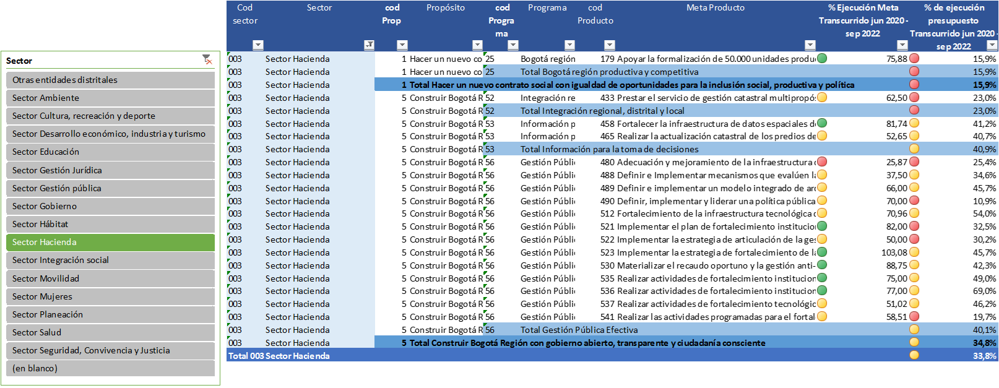 Sector
Otras entidades distritales
Sector Ambiente
Sector Cultura, recreación y deporte
Sector Desarrollo económico, industria y turismo
Sector Educación
Sector Gestión Jurídica
Sector Gestión pública
Sector Gobierno
Sector Hábitat
Sector Hacienda
Sector Integración social
Sector Movilidad
Sector Mujeres
Sector Planeación
Sector Salud
Sector Seguridad, Convivencia y Justicia
(en blanco)
Cod sector Sector cod Prop Propósito cod Progra ma Programa cod Producto Meta Producto % Ejecución Meta Transcurrido jun 2020 - sep 2022 % de ejecución presupuesto Transcurrido jun 2020 - sep 2022
003 Sector Hacienda 1 Hacer un nuevo co 25 Bogotá región 179 Apoyar la formalización de 50.000 unidades produ 75,88 15,9%
003 Sector Hacienda 1 Hacer un nuevo co 25 Total Bogotá región productiva y competitiva 15,9%
003 Sector Hacienda 1 Total Hacer un nuevo contrato social con igualdad de oportunidades para la inclusión social, productiva y política 15,9%
003 Sector Hacienda 5 Construir Bogotá R 52 Integración re 433 Prestar el servicio de gestión catastral multipropó 62,50 23,0%
003 Sector Hacienda 5 Construir Bogotá R 52 Total Integración regional, distrital y local 23,0%
003 Sector Hacienda 5 Construir Bogotá R 53 Información p 458 Fortalecer la infraestructura de datos espaciales d 81,74 41,2%
003 Sector Hacienda 5 Construir Bogotá R 53 Información p 465 Realizar la actualización catastral de los predios de 52,65 40,7%
003 Sector Hacienda 5 Construir Bogotá R 53 Total Información para la toma de decisiones 40,9%
003 Sector Hacienda 5 Construir Bogotá R 56 Gestión Públi 480 Adecuación y mejoramiento de la infraestructura 25,87 25,4%
003 Sector Hacienda 5 Construir Bogotá R 56 Gestión Públi 488 Definir e Implementar mecanismos que evalúen la 37,50 34,6%
003 Sector Hacienda 5 Construir Bogotá R 56 Gestión Públi 489 Definir e implementar un modelo integrado de ar 66,00 45,7%
003 Sector Hacienda 5 Construir Bogotá R 56 Gestión Públi 490 Definir, implementar y liderar una política pública 70,00 10,9%
003 Sector Hacienda 5 Construir Bogotá R 56 Gestión Públi 512 Fortalecimiento de la infraestructura tecnológica 70,96 54,0%
003 Sector Hacienda 5 Construir Bogotá R 56 Gestión Públi 521 Implementar el plan de fortalecimiento institucio 82,00 32,5%
003 Sector Hacienda 5 Construir Bogotá R 56 Gestión Públi 522 Implementar la estrategia de articulación de la ges 50,00 30,2%
003 Sector Hacienda 5 Construir Bogotá R 56 Gestión Públi 523 Implementar la estrategia de fortalecimiento de la 103,08 45,7%
003 Sector Hacienda 5 Construir Bogotá R 56 Gestión Públi 530 Materializar el recaudo oportuno y la gestión anti- 88,75 42,3%
003 Sector Hacienda 5 Construir Bogotá R 56 Gestión Públi 535 Realizar actividades de fortalecimiento institucion 75,00 49,0%
003 Sector Hacienda 5 Construir Bogotá R 56 Gestión Públi 536 Realizar actividades de fortalecimiento institucion 77,00 69,0%
003 Sector Hacienda 5 Construir Bogotá R 56 Gestión Públi 537 Realizar actividades de fortalecimiento tecnológic 51,02 46,2%
003 Sector Hacienda 5 Construir Bogotá R 56 Gestión Públi 541 Realizar las actividades programadas para el fortal 58,51 19,7%
003 Sector Hacienda 5 Construir Bogotá R 56 Total Gestión Pública Efectiva 40,1%
003 Sector Hacienda 5 Total Construir Bogotá Región con gobierno abierto, transparente y ciudadanía consciente 34,8%
Total 003 Sector Hacienda 33,8%